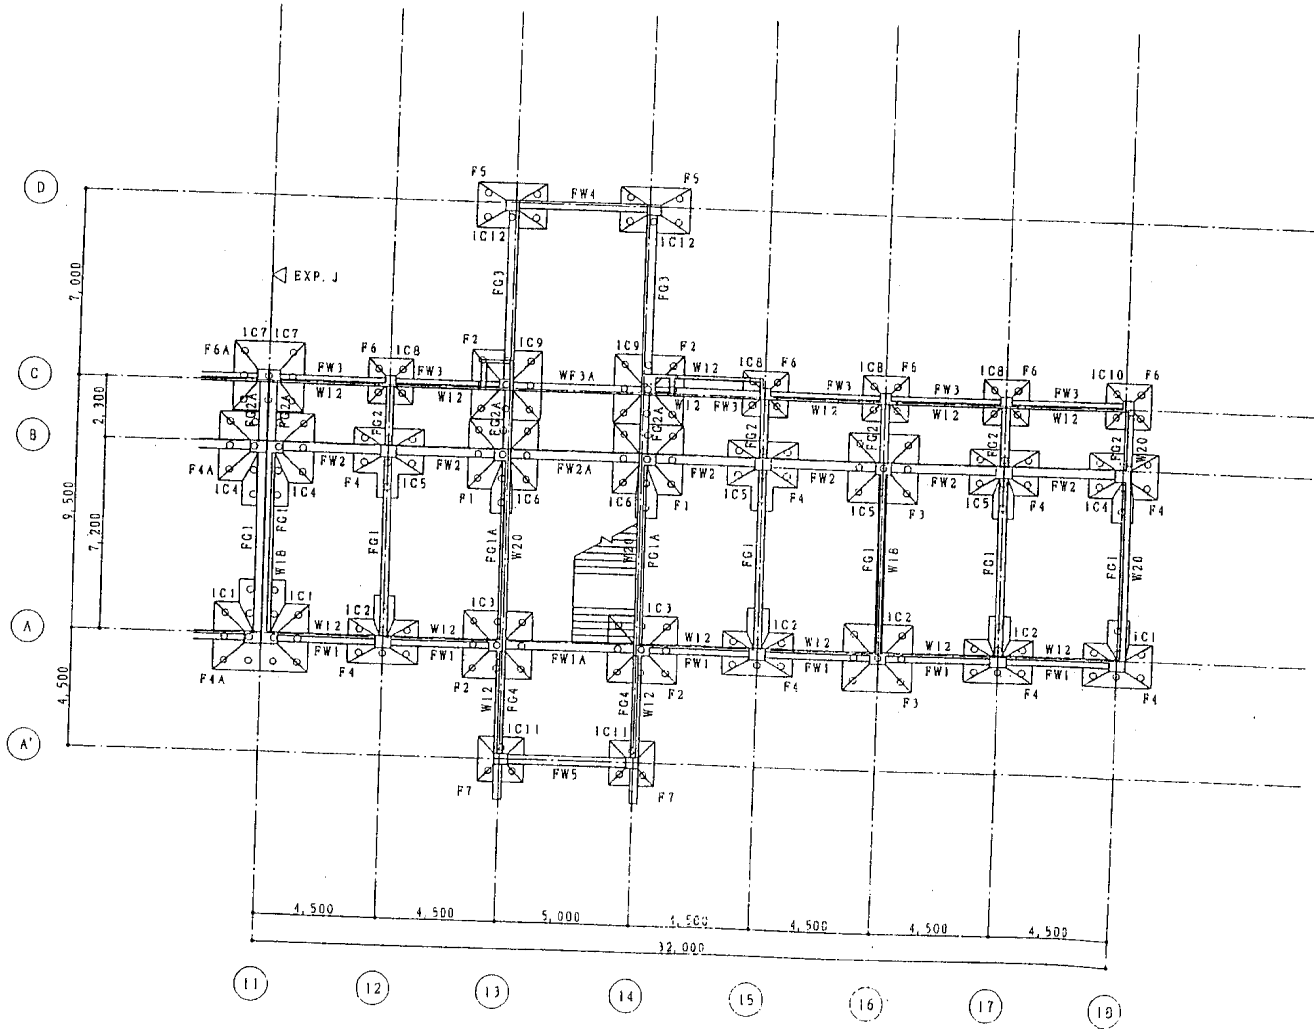 D
F5
FW4
F5
1C12
1C12
7,000
EXP. J
FG3
FG3
C
F6A
1C7
1C7
F6
1C8
F2
1C9
1C9
F2
W12
1C8
F6
1C8
F6
1C8
F6
1C10
F6
FW3
W12
FW3
W12
WF3A
W12
FW3
FW3
W12
FW3
W12
FW3
W12
2,300
FG2A
FG2A
FG2
FG2A
FG2A
FG2
FG2
FG2
FG2
W20
B
F4A
1C4
1C4
FW2
F4
1C5
FW2
F1
1C6
FW2A
1C6
F1
FW2
1C5
F4
FW2
1C5
F3
FW2
1C5
F4
FW2
1C4
F4
9,500
7,200
FG1
FG1
W18
FG1
FG1A
W20
W20
FG1A
FG1
FG1
W18
FG1
FG1
W20
A
1C1
1C1
W12
1C2
W12
1C3
1C3
W12
1C2
W12
1C2
W12
1C2
W12
1C1
F4A
FW1
F4
FW1
F2
FW1A
F2
FW1
F4
FW1
F3
FW1
F4
FW1
F4
4,500
W12
FG4
FG4
W12
A'
1C11
1C11
F7
FW5
F7
4,500
4,500
5,000
4,500
4,500
4,500
4,500
32,000
11
12
13
14
15
16
17
18